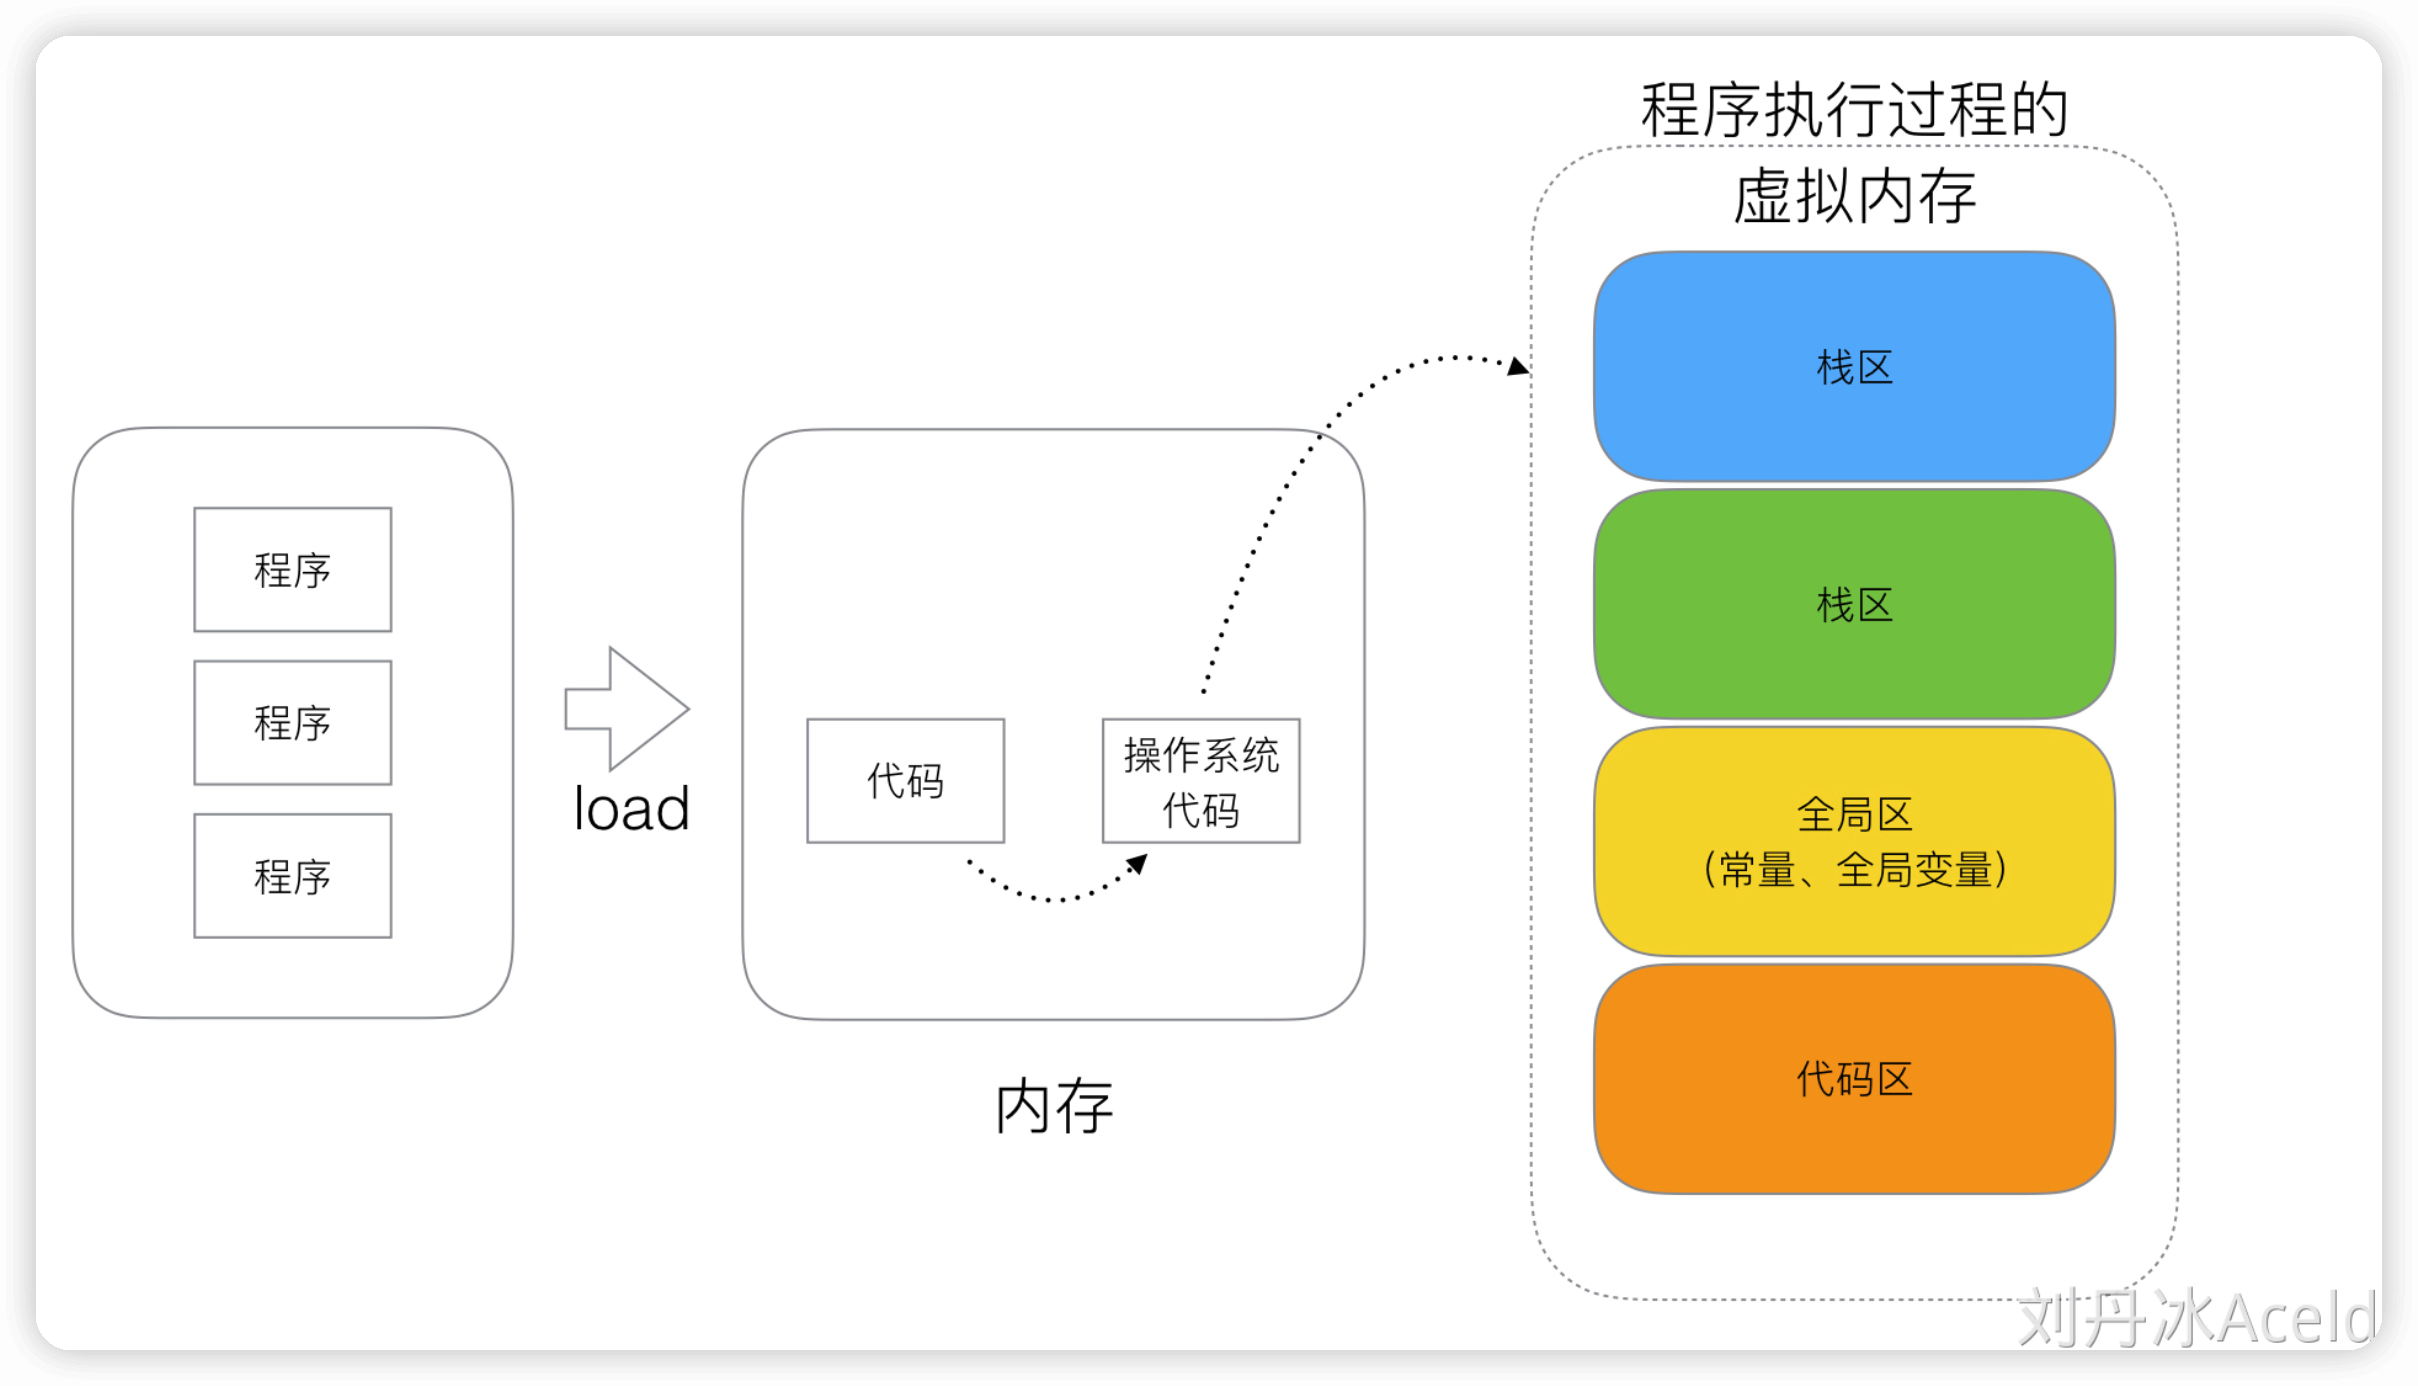 程序
程序
程序
load
代码
操作系统
代码
内存
程序执行过程的
虚拟内存
栈区
栈区
全局区
(常量、全局变量)
代码区
刘丹冰Aceld